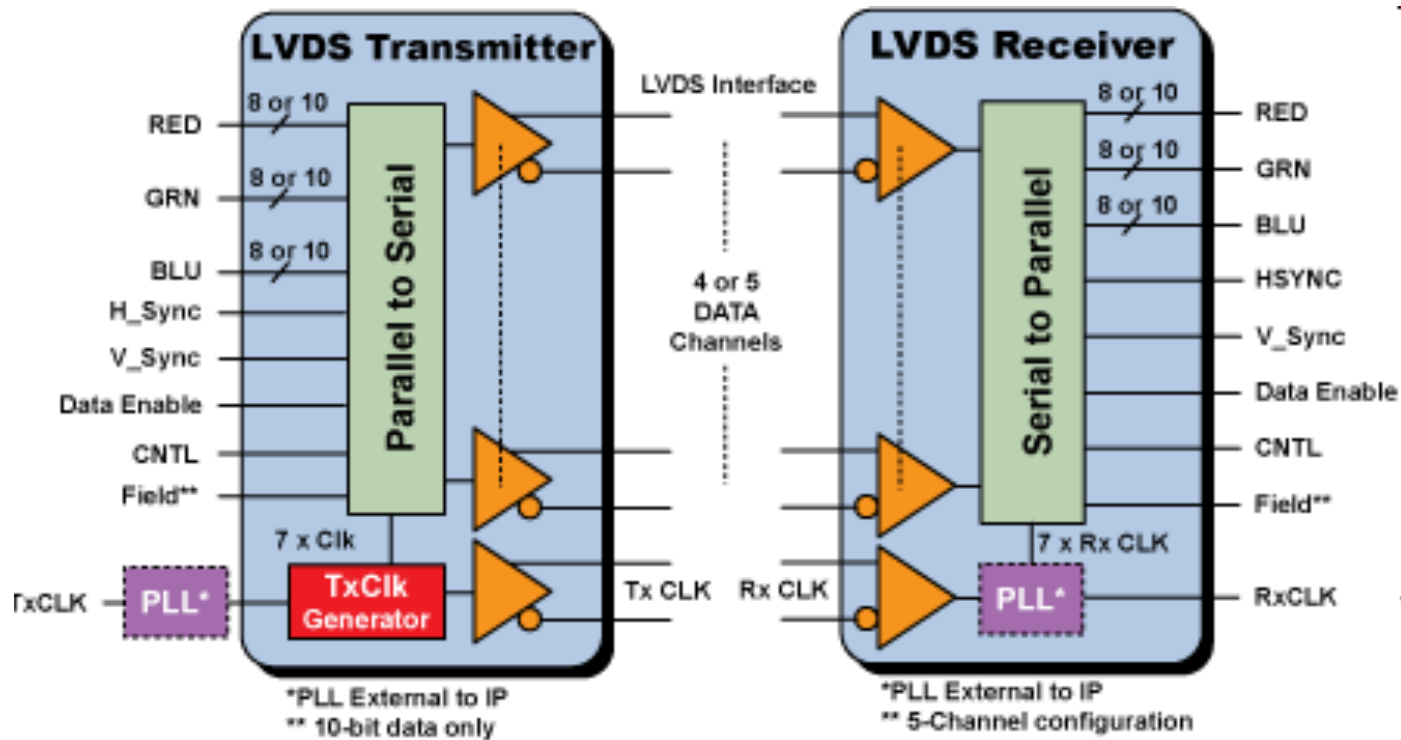 LVDS Transmitter
8 or 10
RED
8 or 10
GRN
8 or 10
BLU
H_Sync
V_Sync
Data Enable
CNTL
Field**
Parallel to Serial
7 x Clk
TxCLK
PLL*
TxClk
Generator
*PLL External to IP
** 10-bit data only
LVDS Interface
4 or 5
DATA
Channels
Tx CLK
Rx CLK
LVDS Receiver
8 or 10
RED
8 or 10
GRN
8 or 10
BLU
HSYNC
V_Sync
Data Enable
CNTL
Field**
Serial to Parallel
7 x Rx CLK
PLL*
RxCLK
*PLL External to IP
** 5-Channel configuration